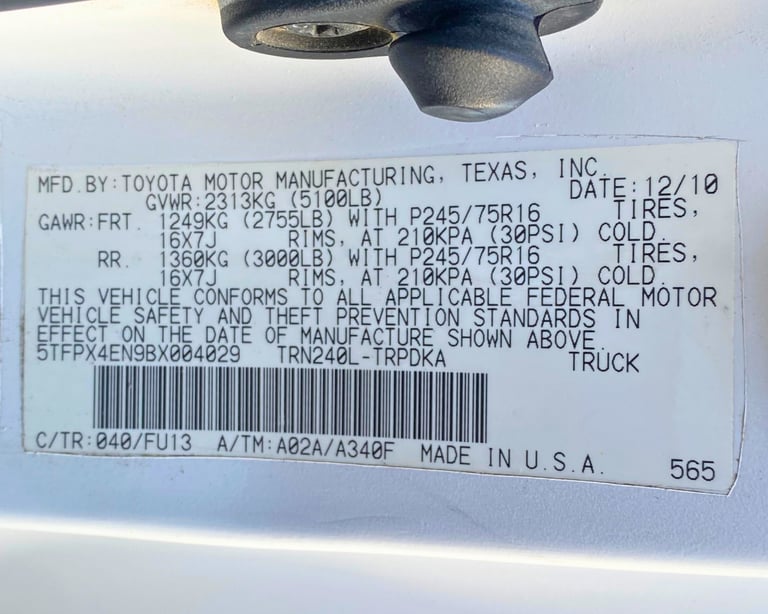 MFD.BY:TOYOTA MOTOR MANUFACTURING, TEXAS, INC.
GVWR:2313KG (5100LB) DATE:12/10
GAWR:FRT. 1249KG (2755LB) WITH P245/75R16 TIRES,
16X7J RIMS, AT 210KPA (30PSI) COLD.
RR. 1360KG (3000LB) WITH P245/75R16 TIRES,
16X7J RIMS, AT 210KPA (30PSI) COLD.
THIS VEHICLE CONFORMS TO ALL APPLICABLE FEDERAL MOTOR
VEHICLE SAFETY AND THEFT PREVENTION STANDARDS IN
EFFECT ON THE DATE OF MANUFACTURE SHOWN ABOVE.
5TFPX4EN9BX004029 TRN240L-TRPDKA TRUCK
C/TR:040/FU13 A/TM:A02A/A340F MADE IN U.S.A. 565